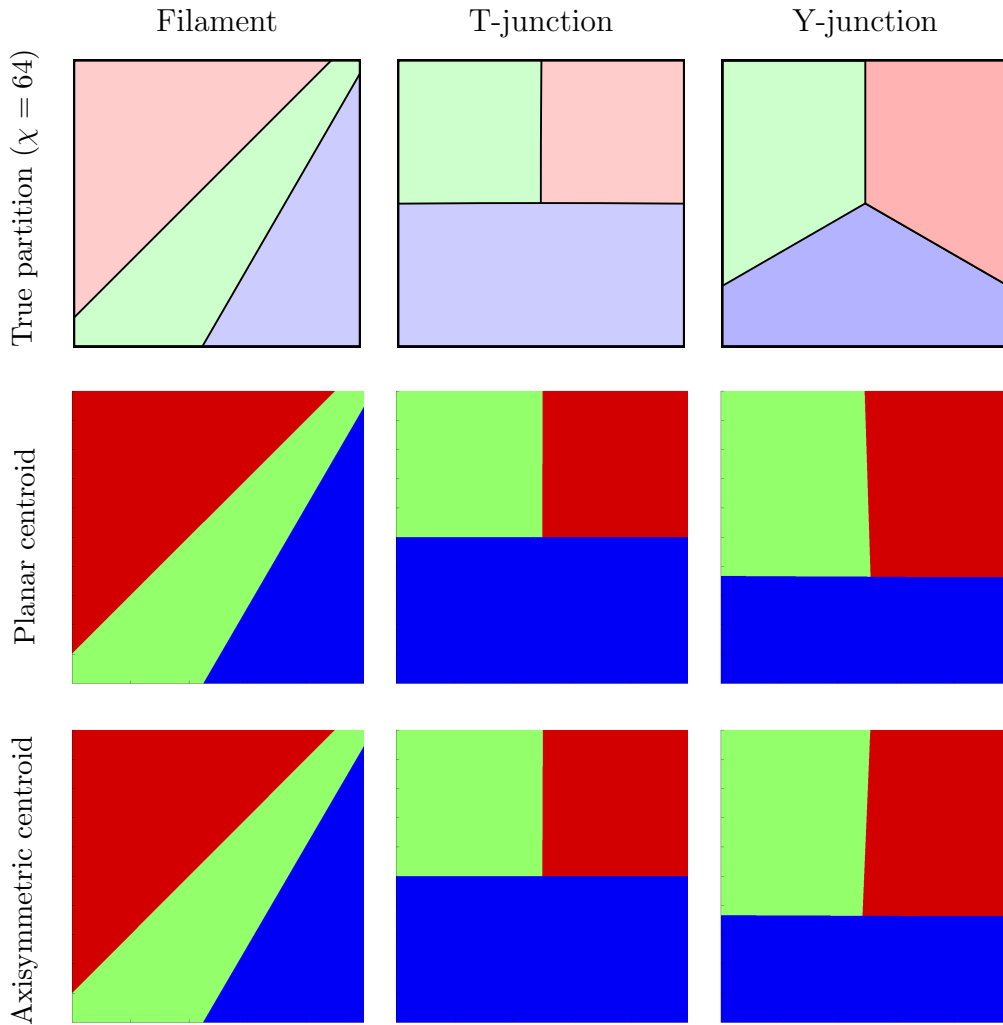 Filament
T-junction
Y-junction
True partition (χ = 64)
Planar centroid
Axisymmetric centroid